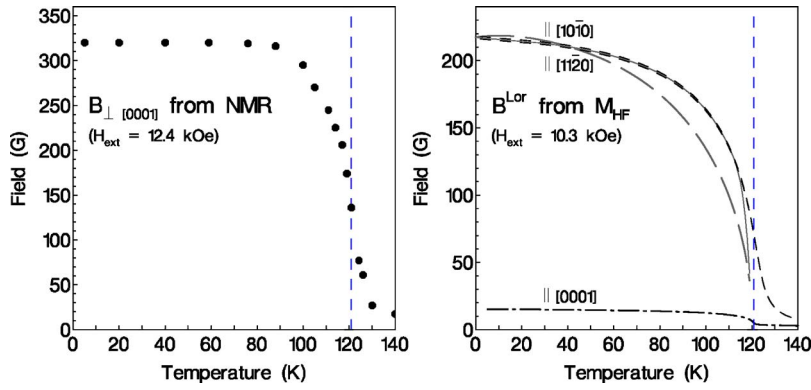 350
300
250
200
150
100
50
0
Field (G)
B⊥ [0001] from NMR
(Hext = 12.4 kOe)
0 20 40 60 80 100 120 140
Temperature (K)
200
150
100
50
0
Field (G)
|| [101̄0]
|| [112̄0]
B^Lor from M_HF
(Hext = 10.3 kOe)
|| [0001]
0 20 40 60 80 100 120 140
Temperature (K)